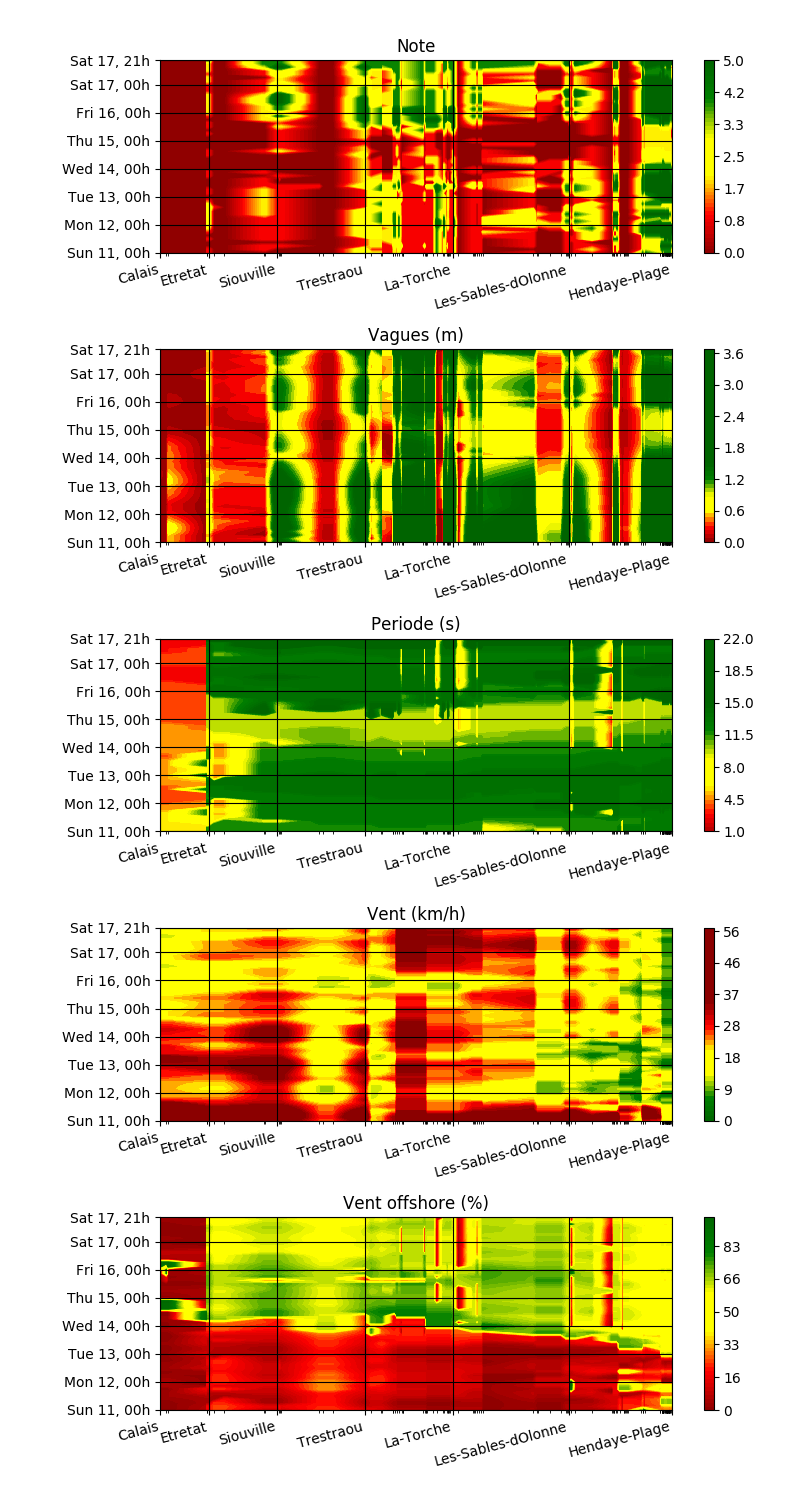 Note
Sat 17, 21h
Sat 17, 00h
Fri 16, 00h
Thu 15, 00h
Wed 14, 00h
Tue 13, 00h
Mon 12, 00h
Sun 11, 00h
Calais
Etretat
Siouville
Trestraou
La-Torche
Les-Sables-dOlonne
Hendaye-Plage
5.0
4.2
3.3
2.5
1.7
0.8
0.0
Vagues (m)
Sat 17, 21h
Sat 17, 00h
Fri 16, 00h
Thu 15, 00h
Wed 14, 00h
Tue 13, 00h
Mon 12, 00h
Sun 11, 00h
Calais
Etretat
Siouville
Trestraou
La-Torche
Les-Sables-dOlonne
Hendaye-Plage
3.6
3.0
2.4
1.8
1.2
0.6
0.0
Periode (s)
Sat 17, 21h
Sat 17, 00h
Fri 16, 00h
Thu 15, 00h
Wed 14, 00h
Tue 13, 00h
Mon 12, 00h
Sun 11, 00h
Calais
Etretat
Siouville
Trestraou
La-Torche
Les-Sables-dOlonne
Hendaye-Plage
22.0
18.5
15.0
11.5
8.0
4.5
1.0
Vent (km/h)
Sat 17, 21h
Sat 17, 00h
Fri 16, 00h
Thu 15, 00h
Wed 14, 00h
Tue 13, 00h
Mon 12, 00h
Sun 11, 00h
Calais
Etretat
Siouville
Trestraou
La-Torche
Les-Sables-dOlonne
Hendaye-Plage
56
46
37
28
18
9
0
Vent offshore (%)
Sat 17, 21h
Sat 17, 00h
Fri 16, 00h
Thu 15, 00h
Wed 14, 00h
Tue 13, 00h
Mon 12, 00h
Sun 11, 00h
Calais
Etretat
Siouville
Trestraou
La-Torche
Les-Sables-dOlonne
Hendaye-Plage
83
66
50
33
16
0